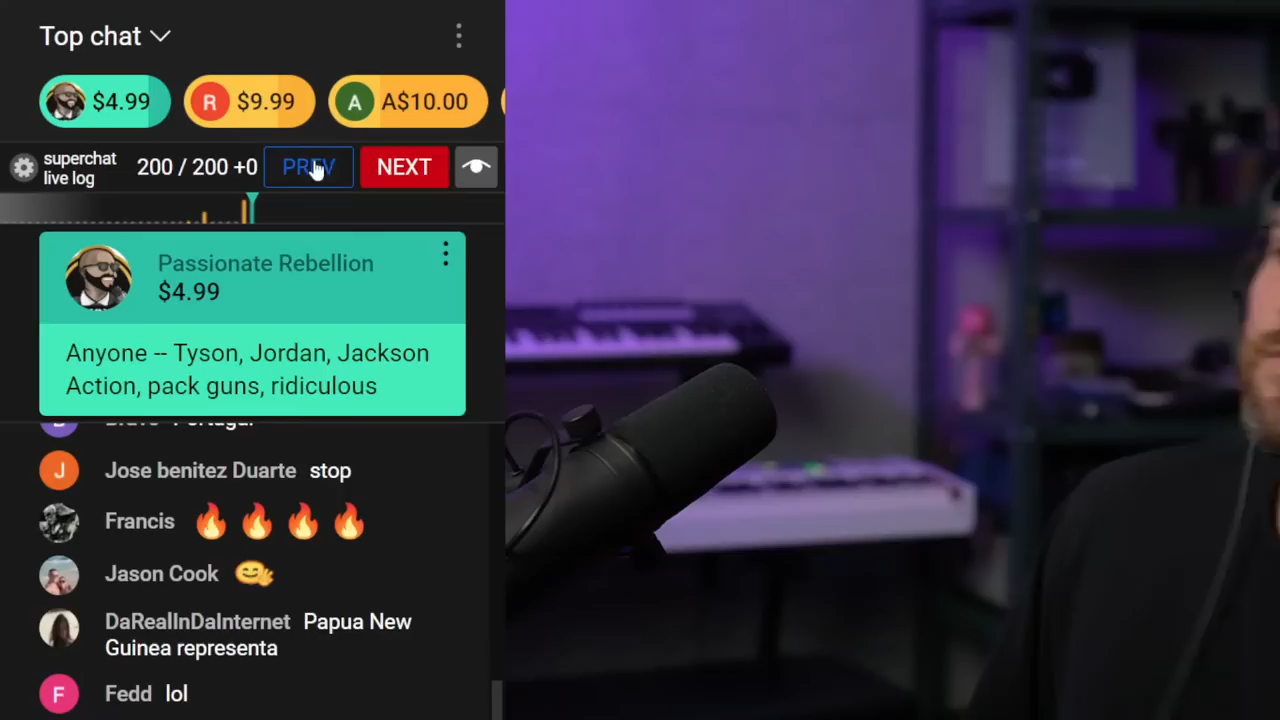 Top chat
$4.99
R $9.99
A A$10.00
superchat
live log
200 / 200 +0
PREV
NEXT
Passionate Rebellion
$4.99
Anyone -- Tyson, Jordan, Jackson
Action, pack guns, ridiculous
J Jose benitez Duarte stop
Francis
Jason Cook
DaRealInDaInternet Papua New
Guinea representa
F Fedd lol